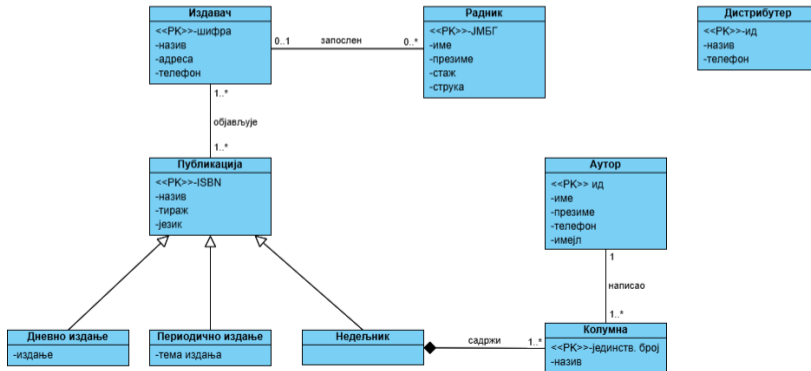 Издавач
<<PK>>-шифра
-назив
-адреса
-телефон
0..1
запослен
0..*
Радник
<<PK>>-ЈМБГ
-име
-презиме
-стаж
-струка
Дистрибутер
<<PK>>-ид
-назив
-телефон
1..*
објављује
1..*
Публикација
<<PK>>-ISBN
-назив
-тираж
-језик
Аутор
<<PK>> ид
-име
-презиме
-телефон
-имејл
1
написао
1..*
Дневно издање
-издање
Периодично издање
-тема издања
Недељник
садржи
1..*
Колумна
<<PK>>-јединств. број
-назив